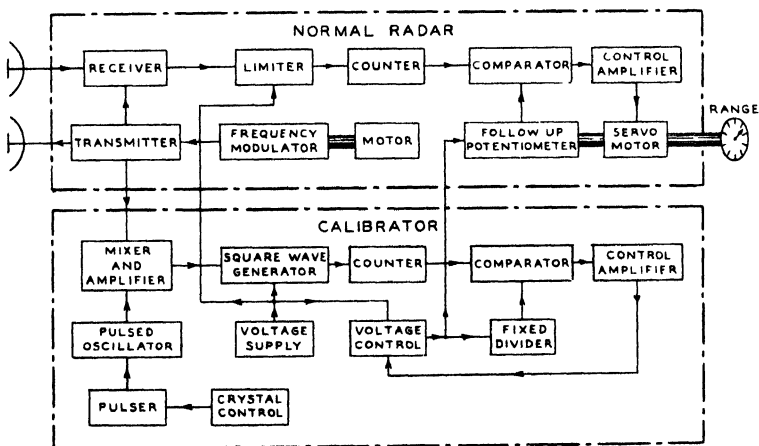 NORMAL RADAR
RECEIVER
LIMITER
COUNTER
COMPARATOR
CONTROL
AMPLIFIER
RANGE
TRANSMITTER
FREQUENCY
MODULATOR
MOTOR
FOLLOW UP
POTENTIOMETER
SERVO
MOTOR
CALIBRATOR
MIXER
AND
AMPLIFIER
SQUARE WAVE
GENERATOR
COUNTER
COMPARATOR
CONTROL
AMPLIFIER
PULSED
OSCILLATOR
VOLTAGE
SUPPLY
VOLTAGE
CONTROL
FIXED
DIVIDER
PULSER
CRYSTAL
CONTROL